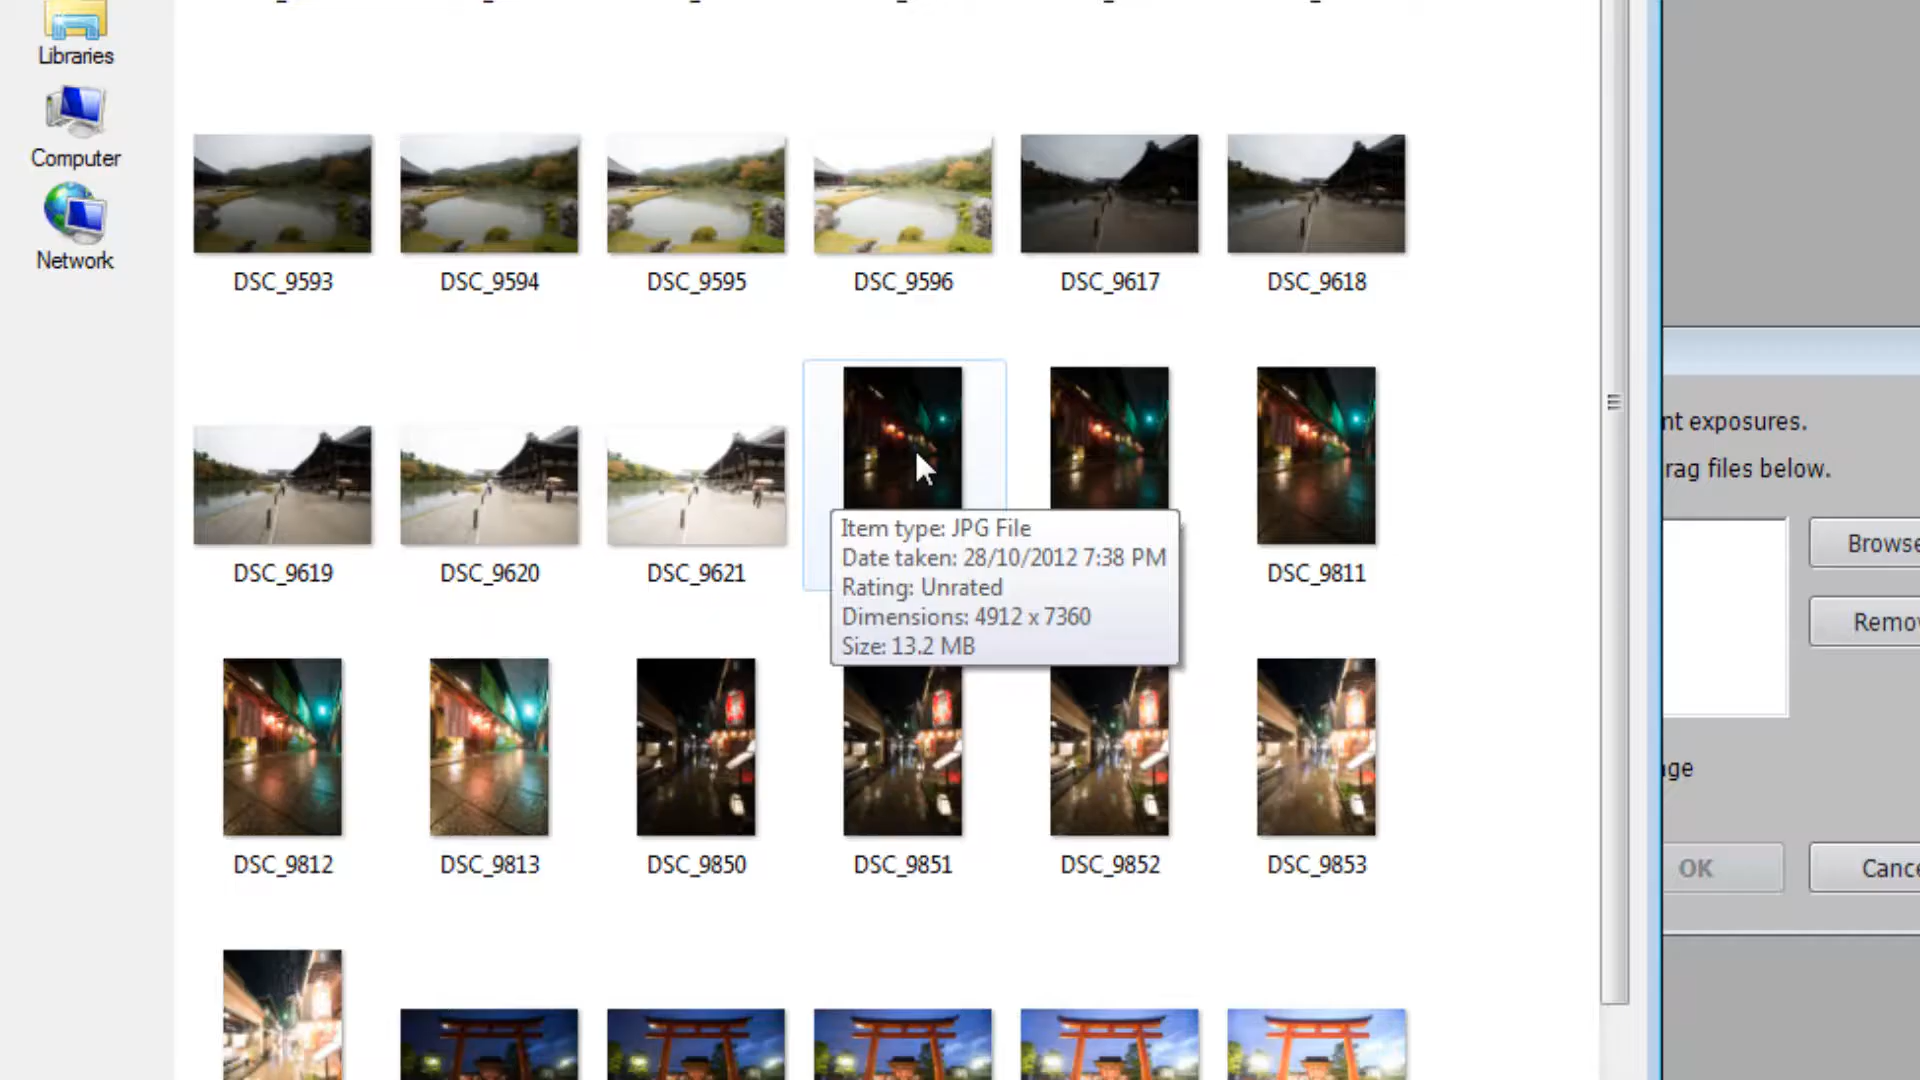 Libraries
Computer
Network
DSC_9593 DSC_9594 DSC_9595 DSC_9596 DSC_9617 DSC_9618
DSC_9619 DSC_9620 DSC_9621 DSC_9811
Item type: JPG File
Date taken: 28/10/2012 7:38 PM
Rating: Unrated
Dimensions: 4912 x 7360
Size: 13.2 MB
DSC_9812 DSC_9813 DSC_9850 DSC_9851 DSC_9852 DSC_9853
nt exposures.
rag files below.
Browse
Remov
ge
OK
Cance